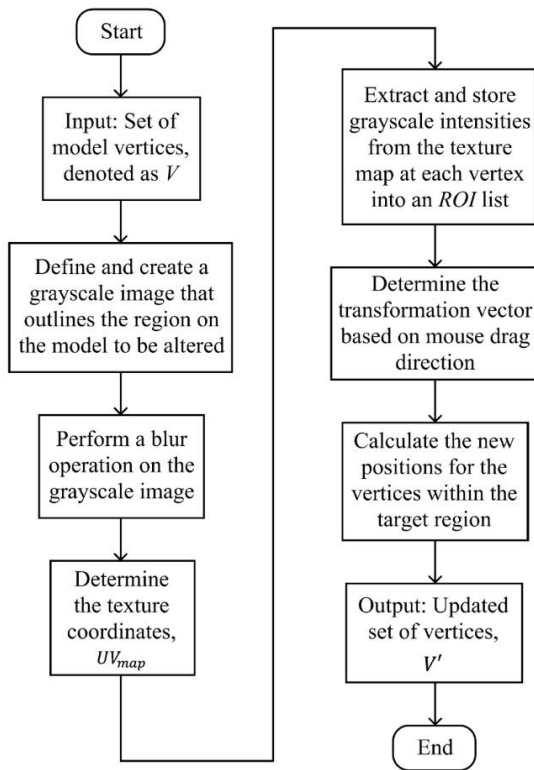 Start
Input: Set of
model vertices,
denoted as V
Define and create a
grayscale image that
outlines the region on
the model to be altered
Perform a blur
operation on the
grayscale image
Determine
the texture
coordinates,
UV_map
Extract and store
grayscale intensities
from the texture
map at each vertex
into an ROI list
Determine the
transformation vector
based on mouse drag
direction
Calculate the new
positions for the
vertices within the
target region
Output: Updated
set of vertices,
V′
End